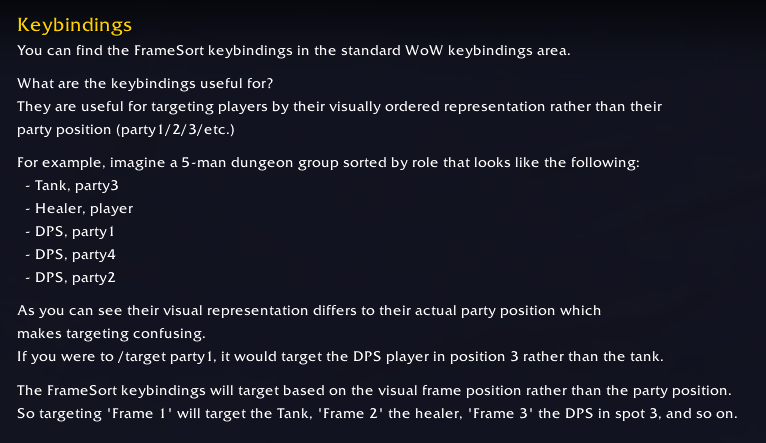 Keybindings
You can find the FrameSort keybindings in the standard WoW keybindings area.
What are the keybindings useful for?
They are useful for targeting players by their visually ordered representation rather than their
party position (party1/2/3/etc.)
For example, imagine a 5-man dungeon group sorted by role that looks like the following:
- Tank, party3
- Healer, player
- DPS, party1
- DPS, party4
- DPS, party2
As you can see their visual representation differs to their actual party position which
makes targeting confusing.
If you were to /target party1, it would target the DPS player in position 3 rather than the tank.
The FrameSort keybindings will target based on the visual frame position rather than the party position.
So targeting 'Frame 1' will target the Tank, 'Frame 2' the healer, 'Frame 3' the DPS in spot 3, and so on.